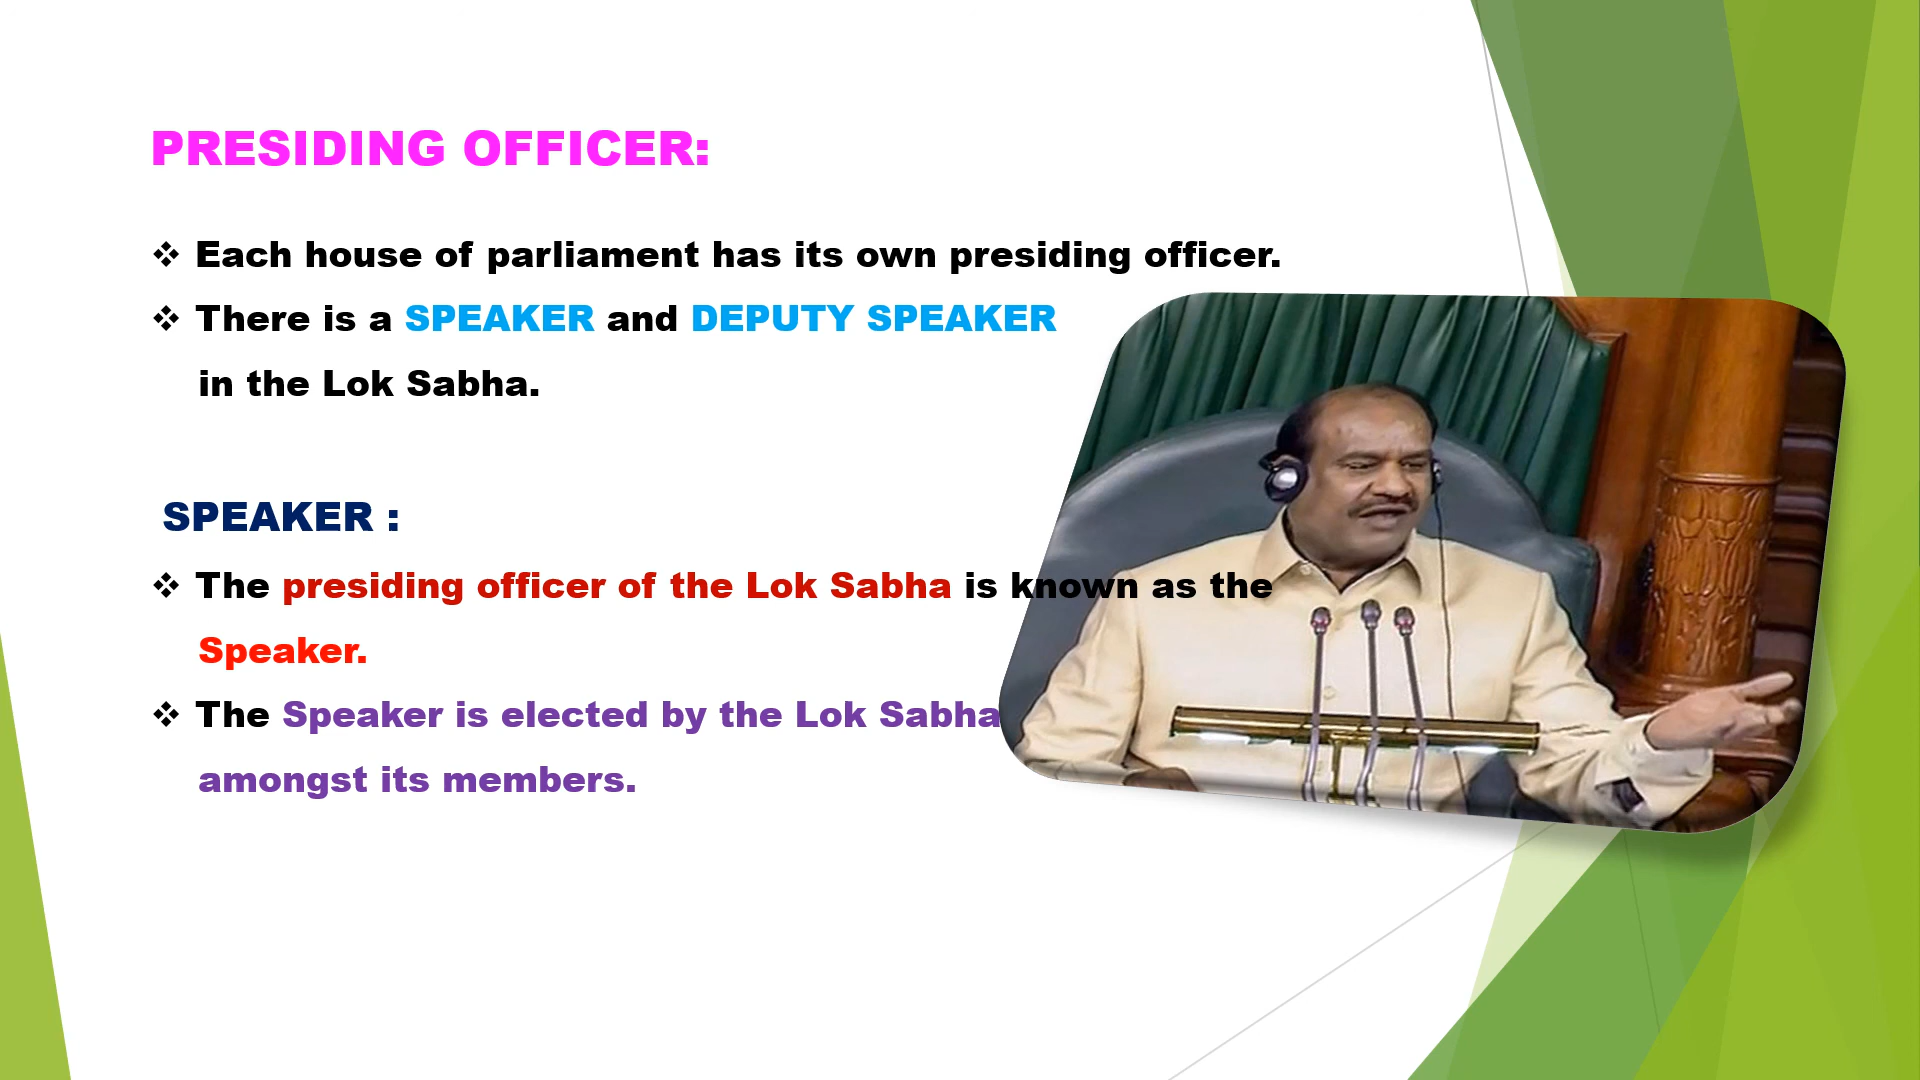 PRESIDING OFFICER:
❖ Each house of parliament has its own presiding officer.
❖ There is a SPEAKER and DEPUTY SPEAKER
in the Lok Sabha.
SPEAKER :
❖ The presiding officer of the Lok Sabha is known as the
Speaker.
❖ The Speaker is elected by the Lok Sabha
amongst its members.